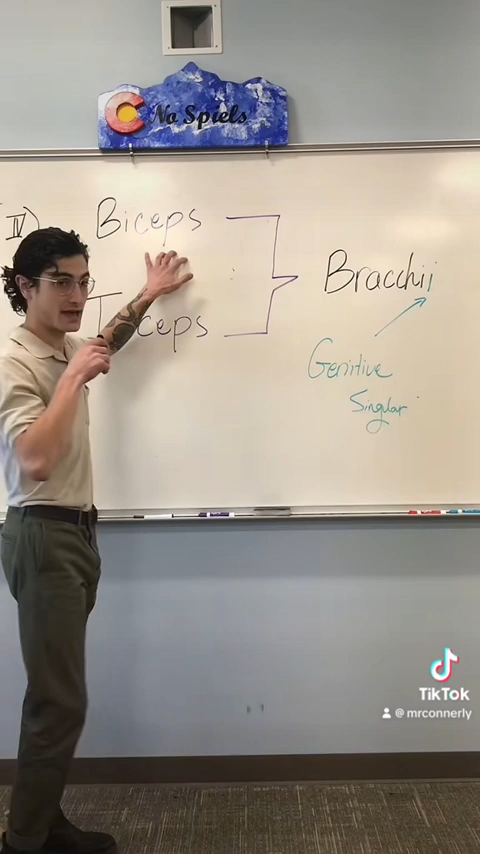 C No Spiels
IV)
Biceps
Bracchii
Triceps
Genitive
Singular
TikTok
@mrconnerly